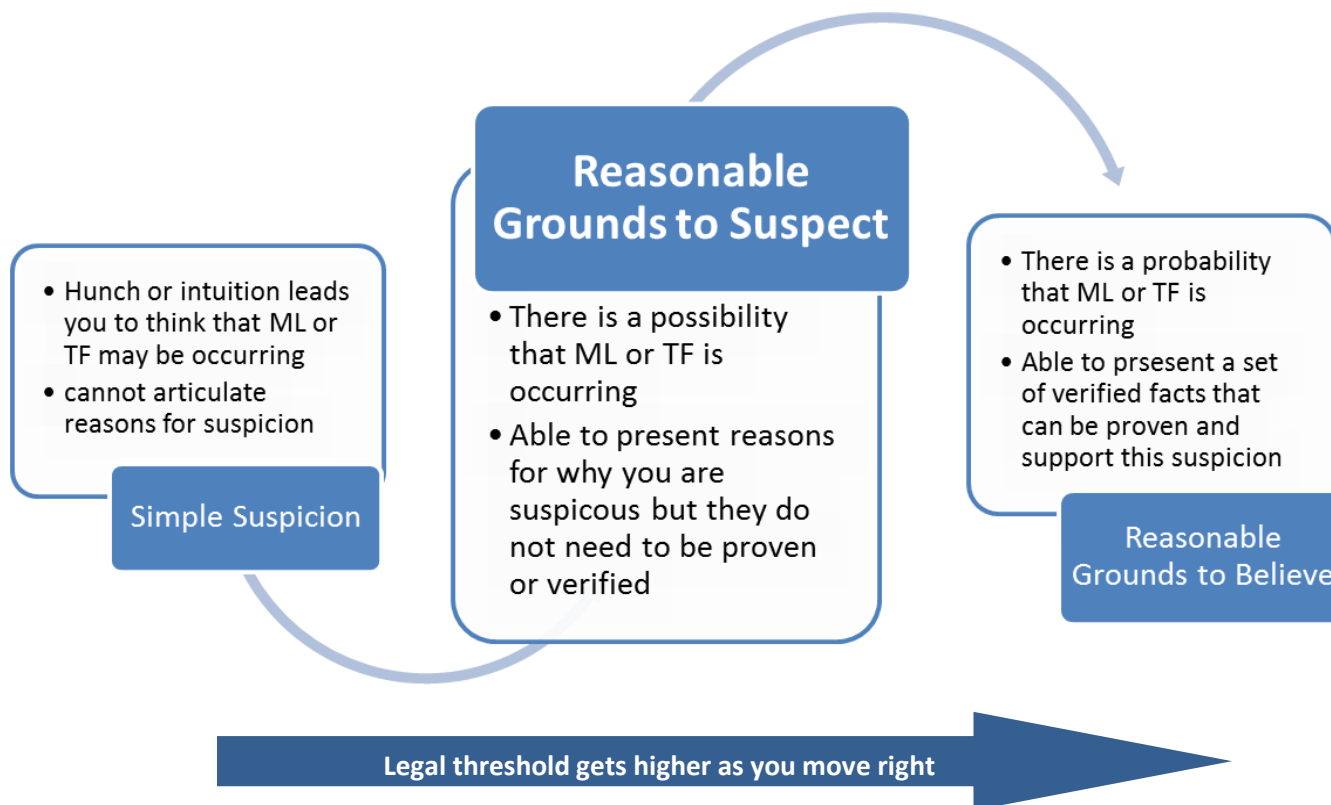 • Hunch or intuition leads
you to think that ML or
TF may be occurring
• cannot articulate
reasons for suspicion
Simple Suspicion
Reasonable
Grounds to Suspect
• There is a possibility
that ML or TF is
occurring
• Able to present reasons
for why you are
suspicous but they do
not need to be proven
or verified
• There is a probability
that ML or TF is
occurring
• Able to prsesent a set
of verified facts that
can be proven and
support this suspicion
Reasonable
Grounds to Believe
Legal threshold gets higher as you move right